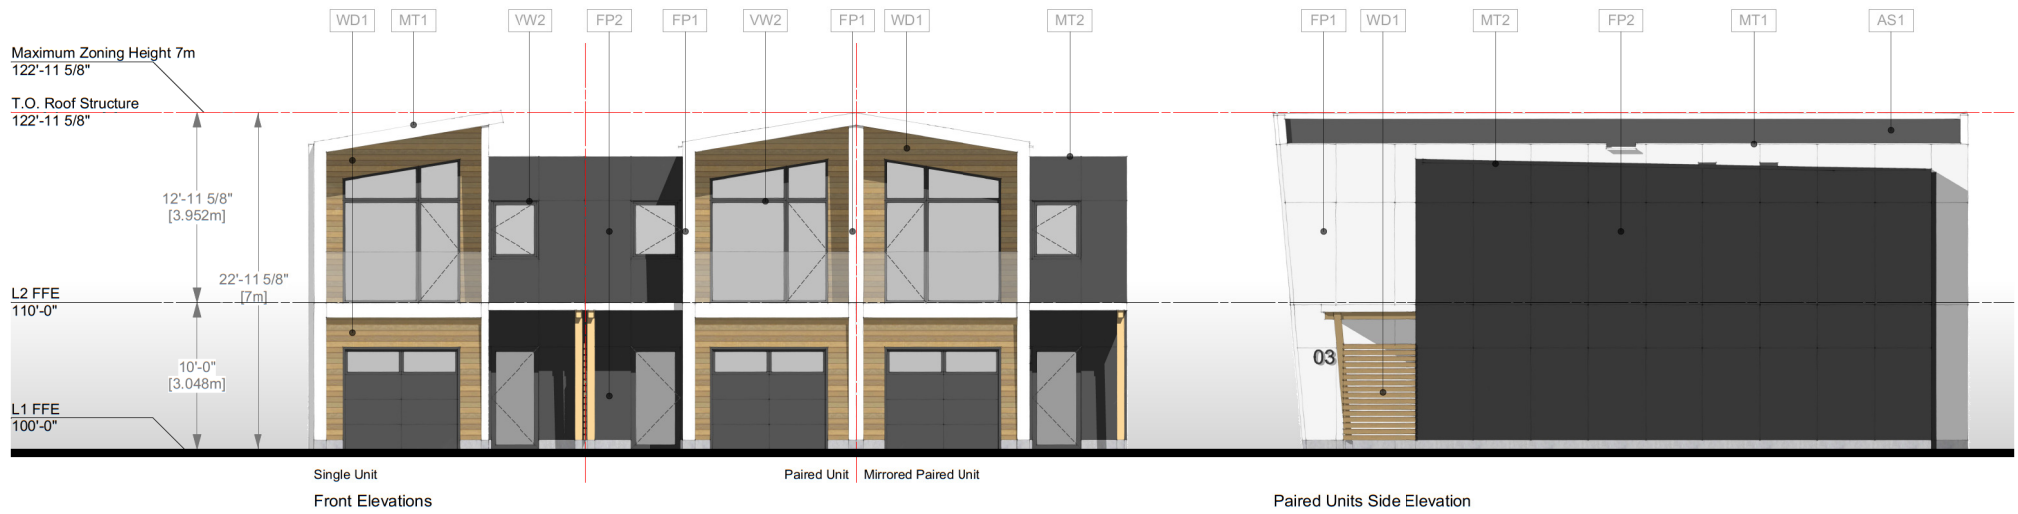 WD1 MT1 VW2 FP2 FP1 VW2 FP1 WD1 MT2 FP1 WD1 MT2 FP2 MT1 AS1
Maximum Zoning Height 7m
122'-11 5/8"
T.O. Roof Structure
122'-11 5/8"
12'-11 5/8"
[3.952m]
22'-11 5/8"
[7m]
L2 FFE
110'-0"
10'-0"
[3.048m]
03
L1 FFE
100'-0"
Single Unit
Paired Unit
Mirrored Paired Unit
Front Elevations
Paired Units Side Elevation